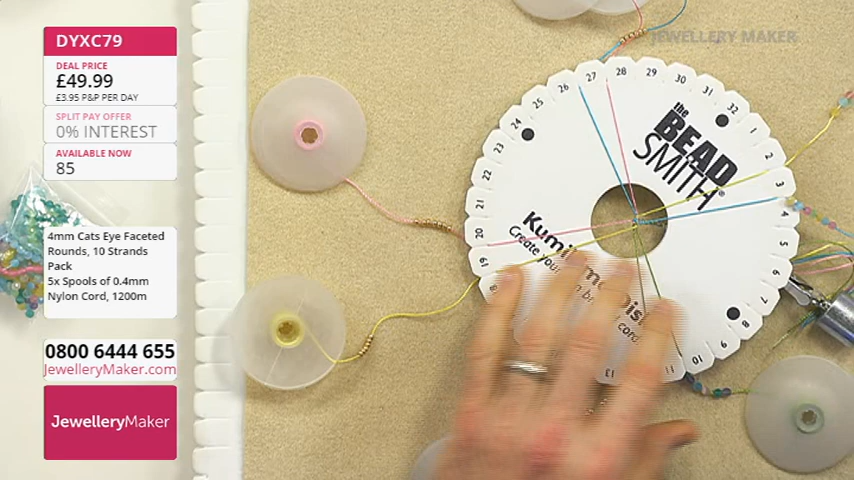 DYXC79
DEAL PRICE
£49.99
£3.95 P&P PER DAY
SPLIT PAY OFFER
0% INTEREST
AVAILABLE NOW
85
4mm Cats Eye Faceted
Rounds, 10 Strands
Pack
5x Spools of 0.4mm
Nylon Cord, 1200m
0800 6444 655
JewelleryMaker.com
JewelleryMaker
JEWELLERY MAKER
the
BEAD
SMITH®
19
20
21
22
23
24
25
26
27
28
29
30
31
32
1
2
3
4
5
6
7
8
9
10
11